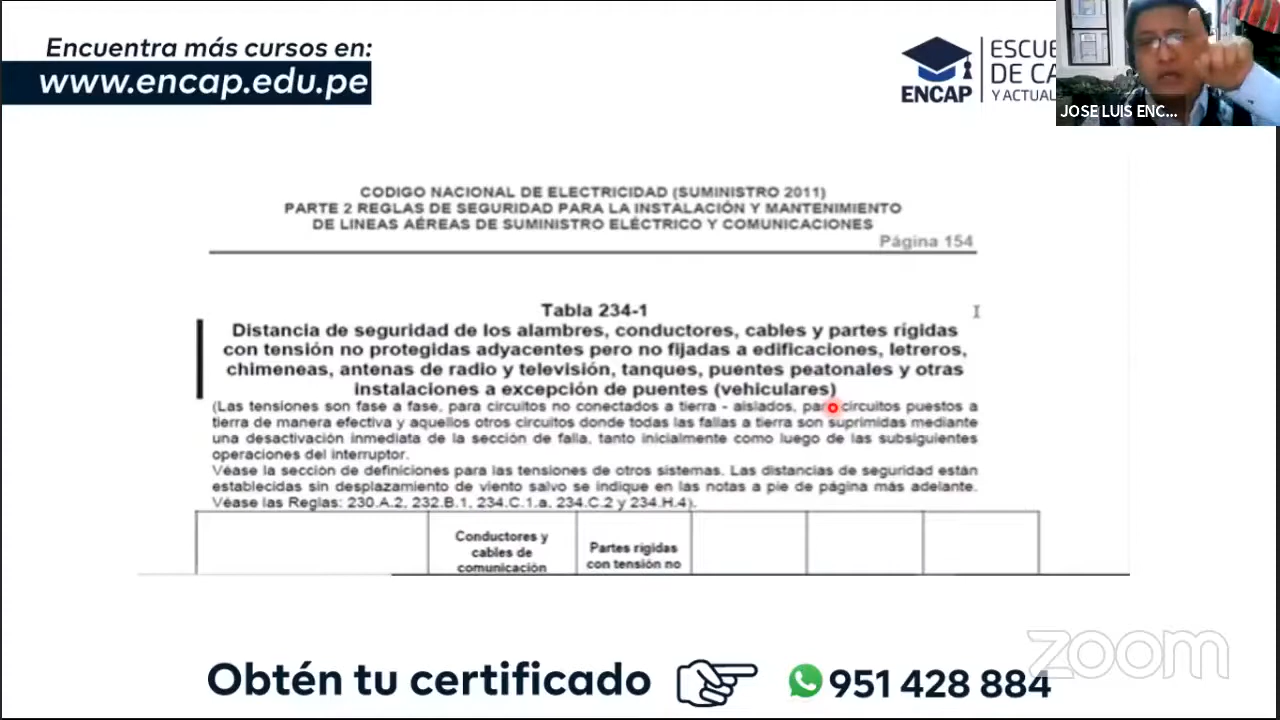 Encuentra más cursos en:
www.encap.edu.pe
ENCAP
ESCUE
DE CA
Y ACTUAL
JOSE LUIS ENC...
CODIGO NACIONAL DE ELECTRICIDAD (SUMINISTRO 2011)
PARTE 2 REGLAS DE SEGURIDAD PARA LA INSTALACIÓN Y MANTENIMIENTO
DE LINEAS AÉREAS DE SUMINISTRO ELÉCTRICO Y COMUNICACIONES
Página 154
Tabla 234-1
Distancia de seguridad de los alambres, conductores, cables y partes rígidas
con tensión no protegidas adyacentes pero no fijadas a edificaciones, letreros,
chimeneas, antenas de radio y televisión, tanques, puentes peatonales y otras
instalaciones a excepción de puentes (vehiculares)
(Las tensiones son fase a fase, para circuitos no conectados a tierra - aislados, para circuitos puestos a
tierra de manera efectiva y aquellos otros circuitos donde todas las fallas a tierra son suprimidas mediante
una desactivación inmediata de la sección de falla, tanto inicialmente como luego de las subsiguientes
operaciones del interruptor.
Véase la sección de definiciones para las tensiones de otros sistemas. Las distancias de seguridad están
establecidas sin desplazamiento de viento salvo se indique en las notas a pie de página más adelante.
Véase las Reglas: 230.A.2, 232.B.1, 234.C.1.a, 234.C.2 y 234.H.4).
Conductores y
cables de
comunicación
Partes rígidas
con tensión no
zoom
Obtén tu certificado
951 428 884